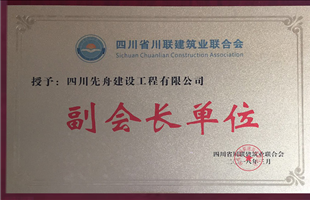 四川省川联建筑业联合会
Sichuan Chuanlian Construction Association
授予：四川先舟建设工程有限公司
副会长单位
四川省川联建筑业联合会